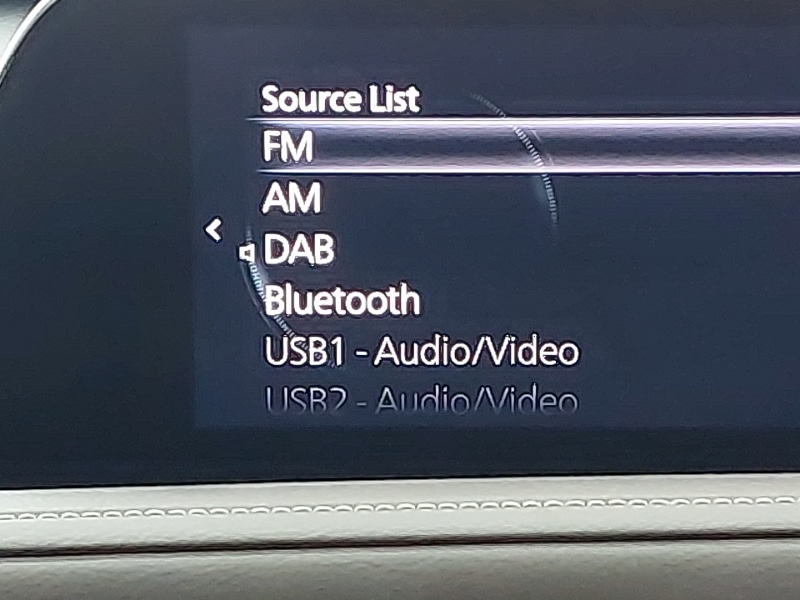 Source List
FM
AM
DAB
Bluetooth
USB1 - Audio/Video
USB2 - Audio/Video